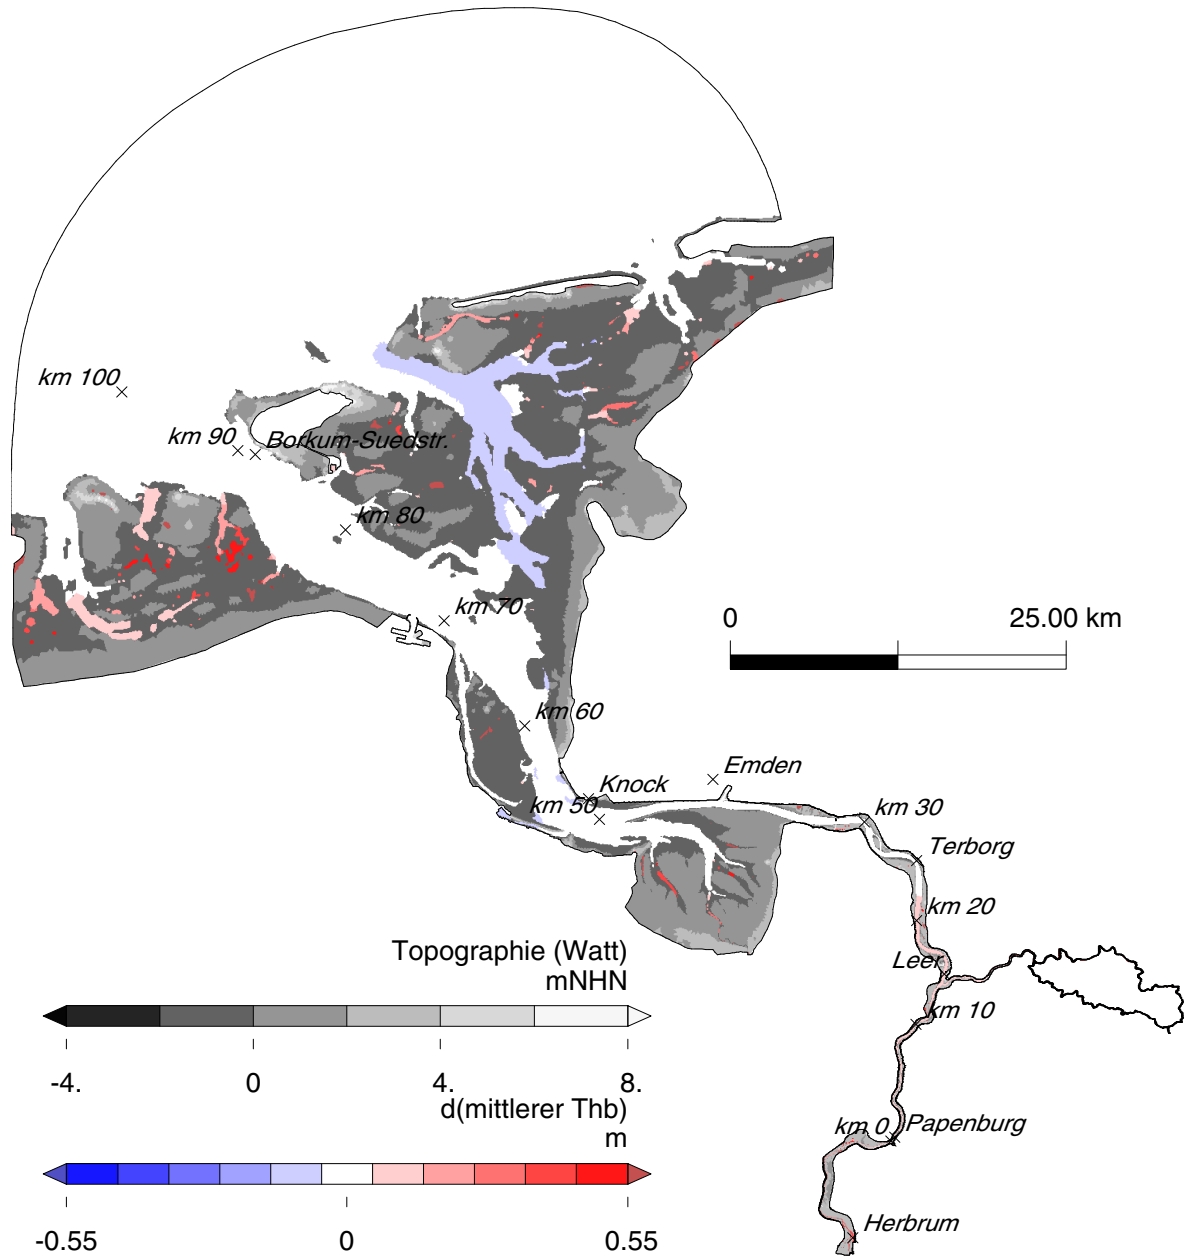 km 100
km 90
Borkum-Suedstr.
km 80
km 70
0
25.00 km
km 60
Emden
Knock
km 50
km 30
Terborg
km 20
Leer
km 10
Topographie (Watt)
mNHN
-4.
0
4.
8.
d(mittlerer Thb)
m
-0.55
0
0.55
km 0
Papenburg
Herbrum